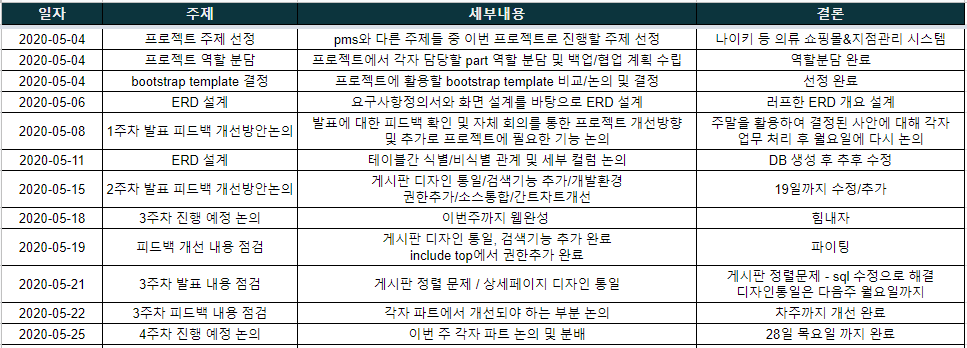 일자 주제 세부내용 결론
2020-05-04 프로젝트 주제 선정 pms와 다른 주제들 중 이번 프로젝트로 진행할 주제 선정 나이키 등 의류 쇼핑몰&지점관리 시스템
2020-05-04 프로젝트 역할 분담 프로젝트에서 각자 담당할 part 역할 분담 및 백업/협업 계획 수립 역할분담 완료
2020-05-04 bootstrap template 결정 프로젝트에 활용할 bootstrap template 비교/논의 및 결정 선정 완료
2020-05-06 ERD 설계 요구사항정의서와 화면 설계를 바탕으로 ERD 설계 러프한 ERD 개요 설계
2020-05-08 1주차 발표 피드백 개선방안논의 발표에 대한 피드백 확인 및 자체 회의를 통한 프로젝트 개선방향 주말을 활용하여 결정된 사안에 대해 각자
및 추가로 프로젝트에 필요한 기능 논의 업무 처리 후 월요일에 다시 논의
2020-05-11 ERD 설계 테이블간 식별/비식별 관계 및 세부 컬럼 논의 DB 생성 후 추후 수정
2020-05-15 2주차 발표 피드백 개선방안논의 게시판 디자인 통일/검색기능 추가/개발환경 19일까지 수정/추가
권한추가/소스통합/간트차트개선
2020-05-18 3주차 진행 예정 논의 이번주까지 웹완성 힘내자
2020-05-19 피드백 개선 내용 점검 게시판 디자인 통일, 검색기능 추가 완료 파이팅
include top에서 권한추가 완료
2020-05-21 3주차 발표 내용 점검 게시판 정렬 문제 / 상세페이지 디자인 통일 게시판 정렬문제 - sql 수정으로 해결
디자인통일은 다음주 월요일까지
2020-05-22 3주차 피드백 내용 점검 각자 파트에서 개선되야 하는 부분 논의 차주까지 개선 완료
2020-05-25 4주차 진행 예정 논의 이번 주 각자 파트 논의 및 분배 28일 목요일 까지 완료